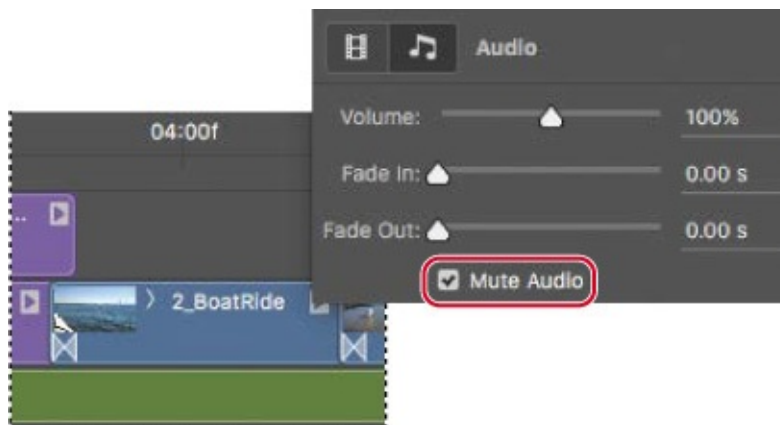 Audio
Volume: 100%
04:00f
Fade In: 0.00 s
Fade Out: 0.00 s
..
2_BoatRide
Mute Audio